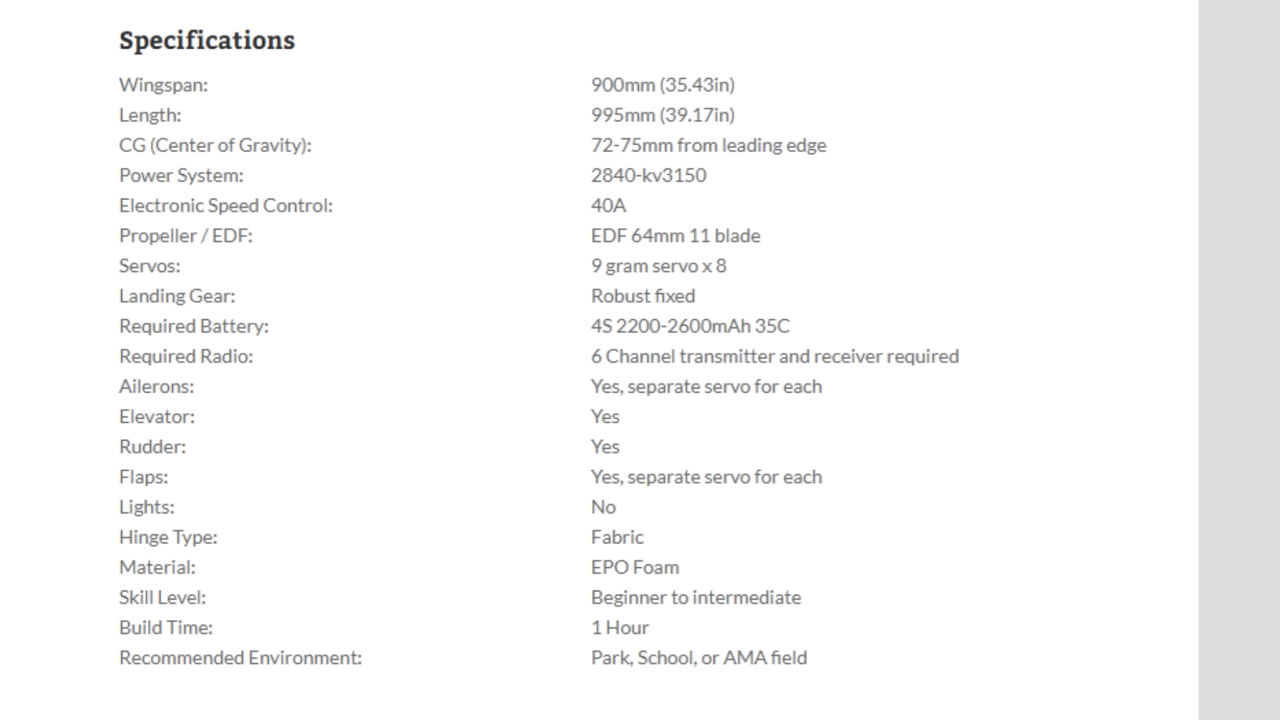 Specifications
Wingspan: 900mm (35.43in)
Length: 995mm (39.17in)
CG (Center of Gravity): 72-75mm from leading edge
Power System: 2840-kv3150
Electronic Speed Control: 40A
Propeller / EDF: EDF 64mm 11 blade
Servos: 9 gram servo x 8
Landing Gear: Robust fixed
Required Battery: 4S 2200-2600mAh 35C
Required Radio: 6 Channel transmitter and receiver required
Ailerons: Yes, separate servo for each
Elevator: Yes
Rudder: Yes
Flaps: Yes, separate servo for each
Lights: No
Hinge Type: Fabric
Material: EPO Foam
Skill Level: Beginner to intermediate
Build Time: 1 Hour
Recommended Environment: Park, School, or AMA field